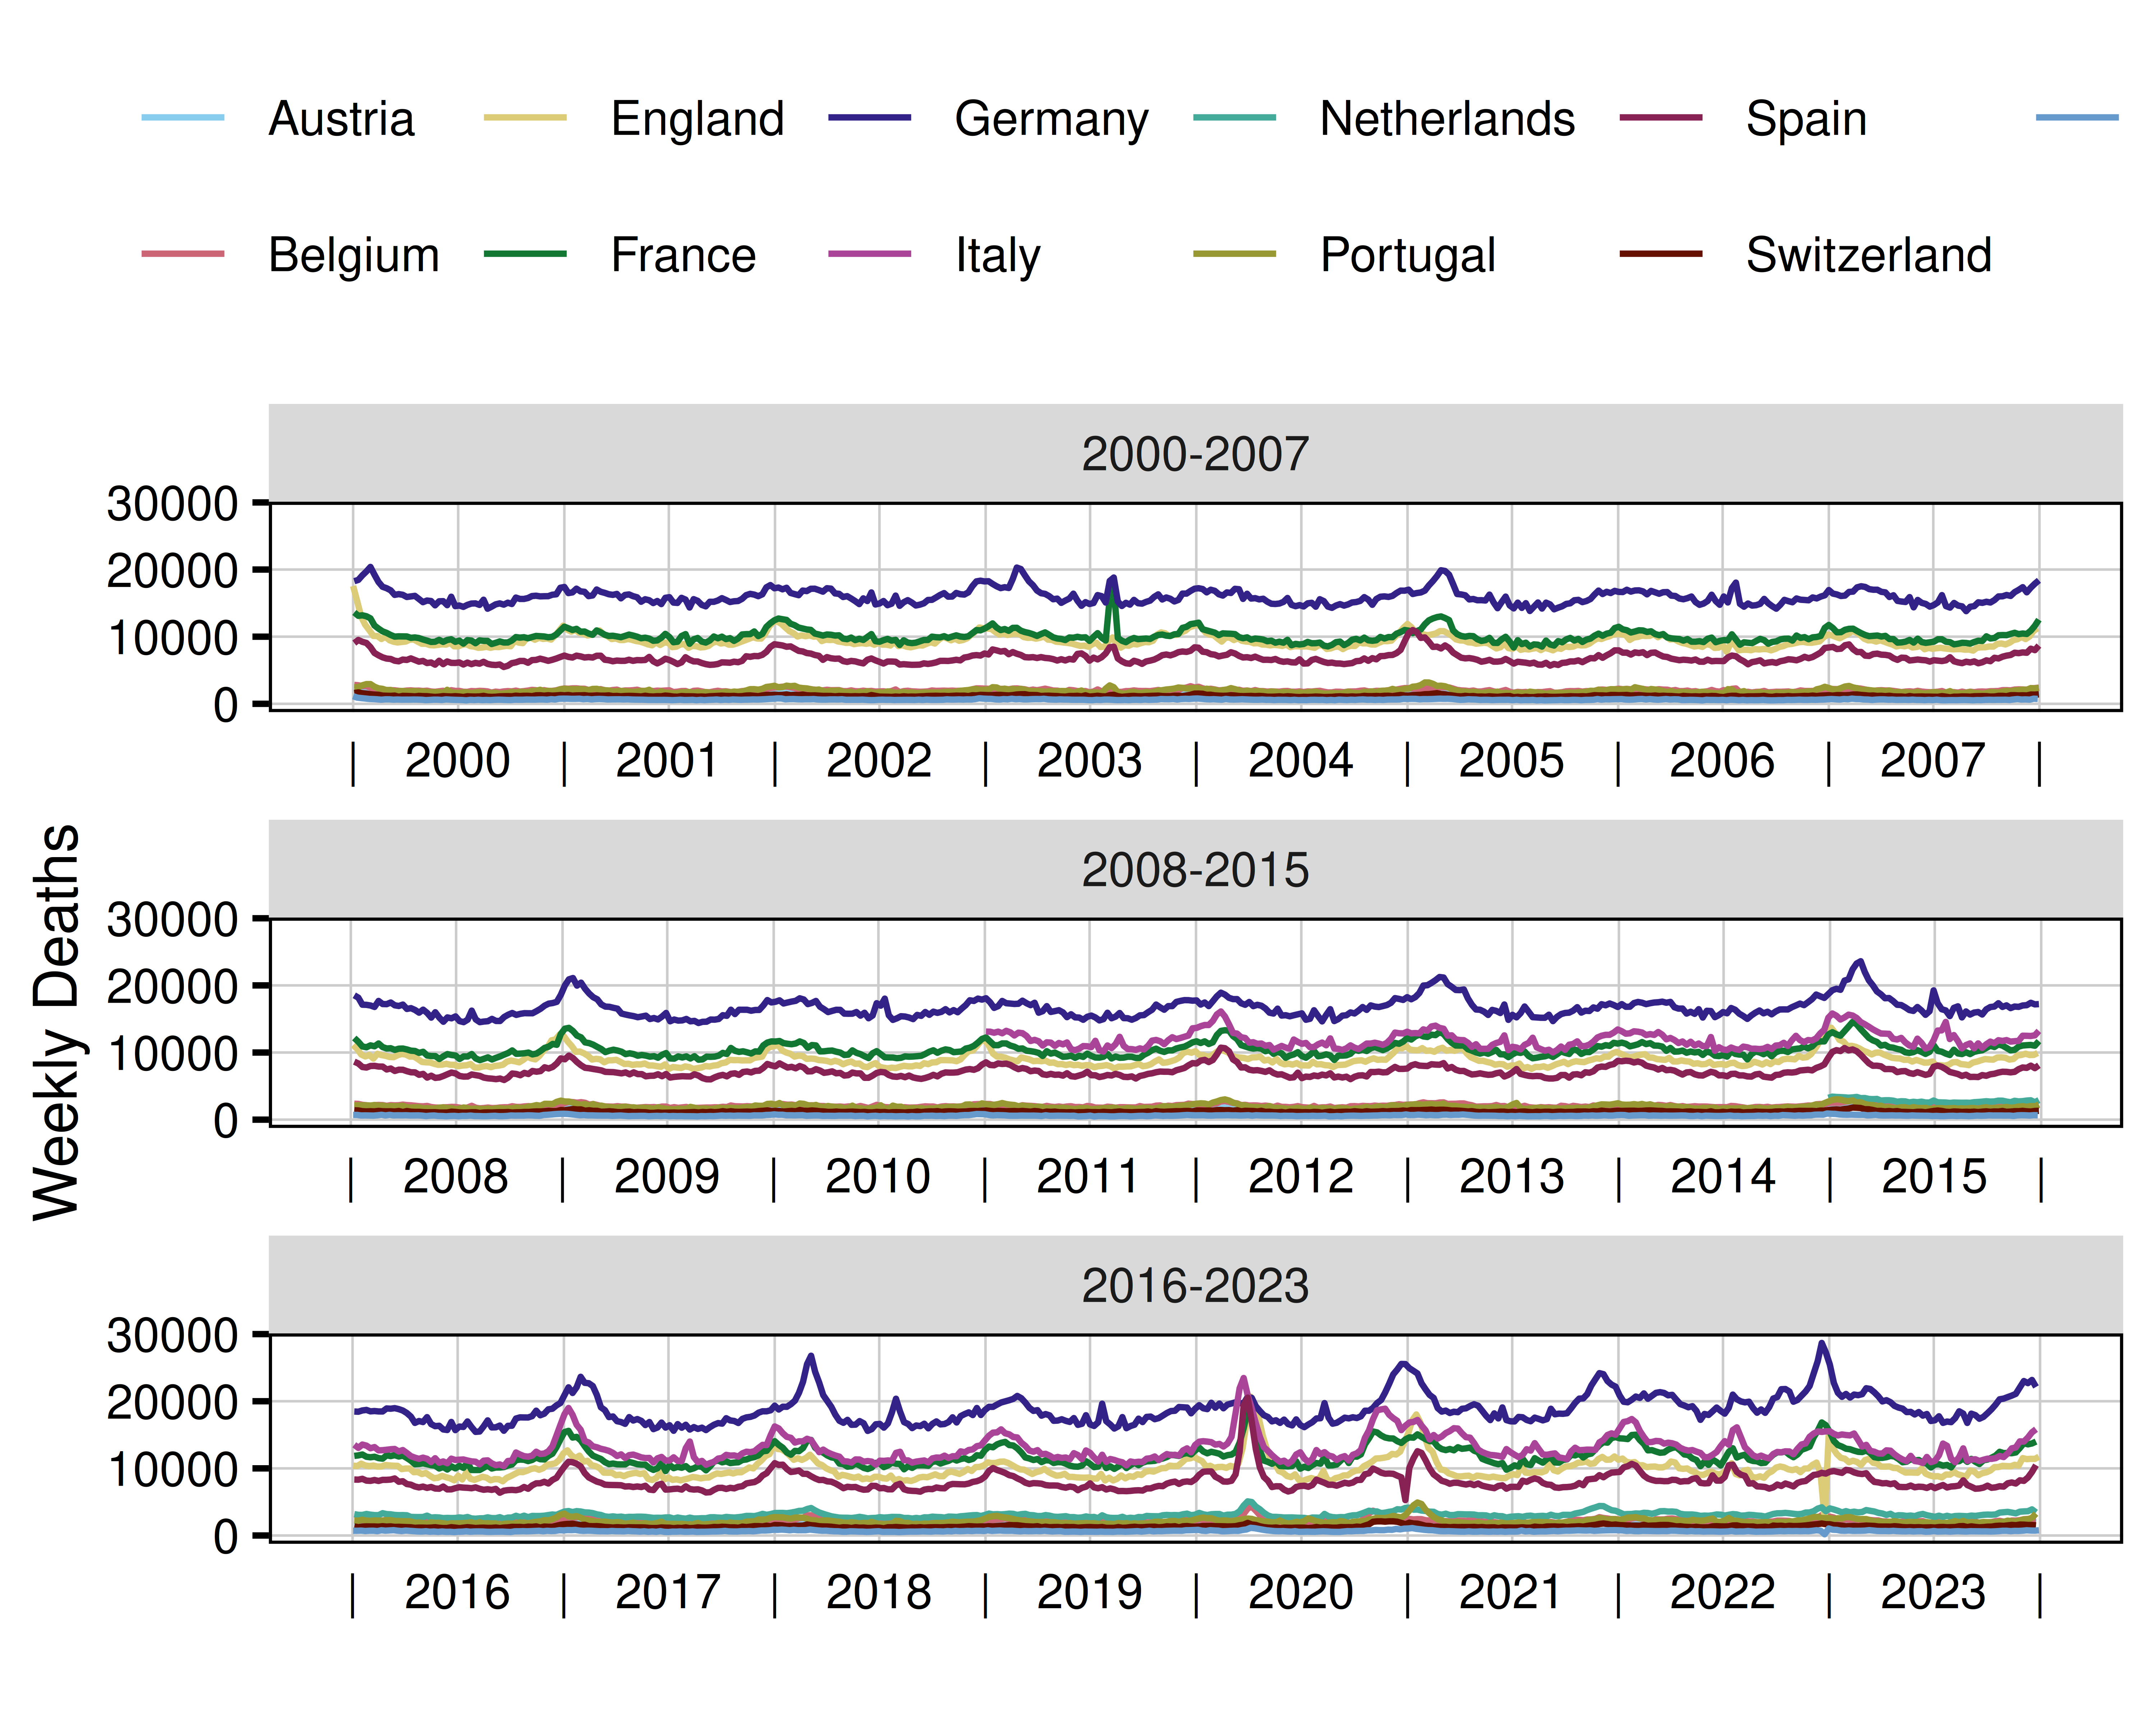 Austria England Germany Netherlands Spain
Belgium France Italy Portugal Switzerland
Weekly Deaths
2000-2007
30000
20000
10000
0
| 2000 | 2001 | 2002 | 2003 | 2004 | 2005 | 2006 | 2007 |
2008-2015
30000
20000
10000
0
| 2008 | 2009 | 2010 | 2011 | 2012 | 2013 | 2014 | 2015 |
2016-2023
30000
20000
10000
0
| 2016 | 2017 | 2018 | 2019 | 2020 | 2021 | 2022 | 2023 |